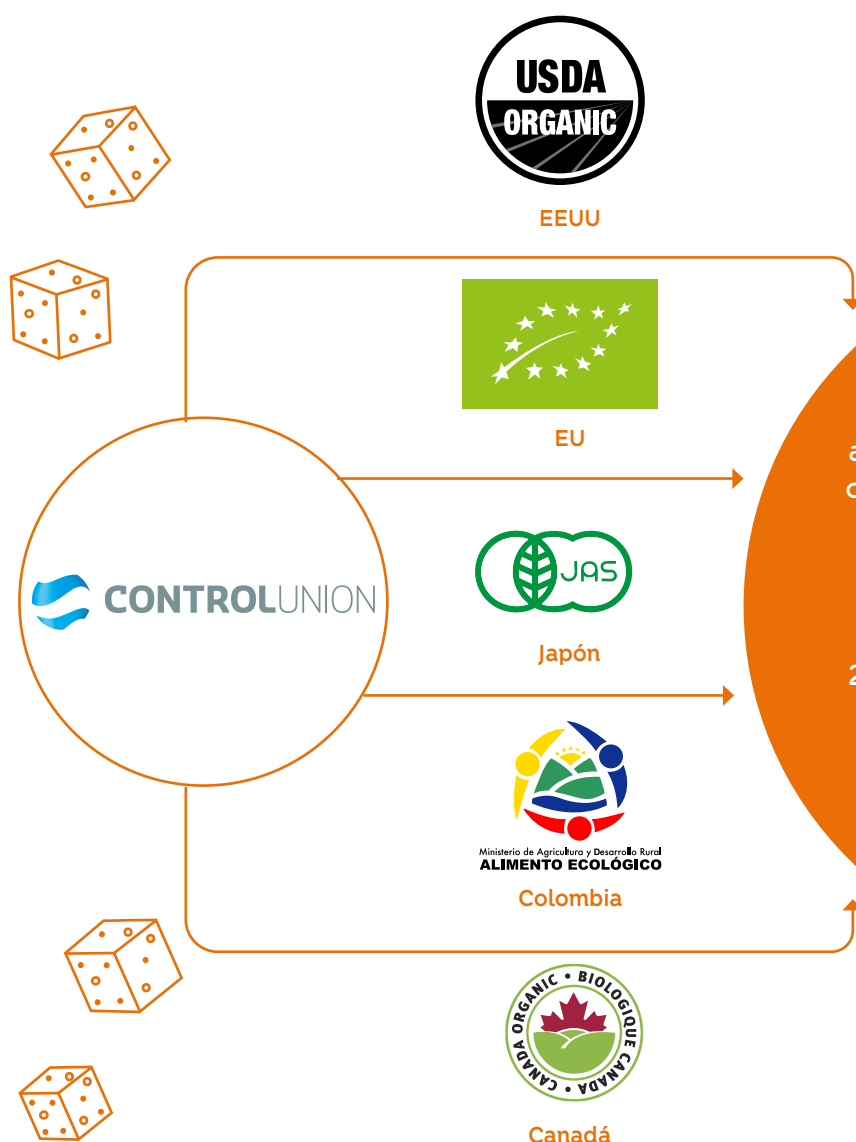 USDA
ORGANIC
EEUU
EU
a
c
JAS
CONTROLUNION
Japón
2
Ministerio de Agricultura y Desarrollo Rural
ALIMENTO ECOLÓGICO
Colombia
CANADA ORGANIC • BIOLOGIQUE CANADA •
Canadá